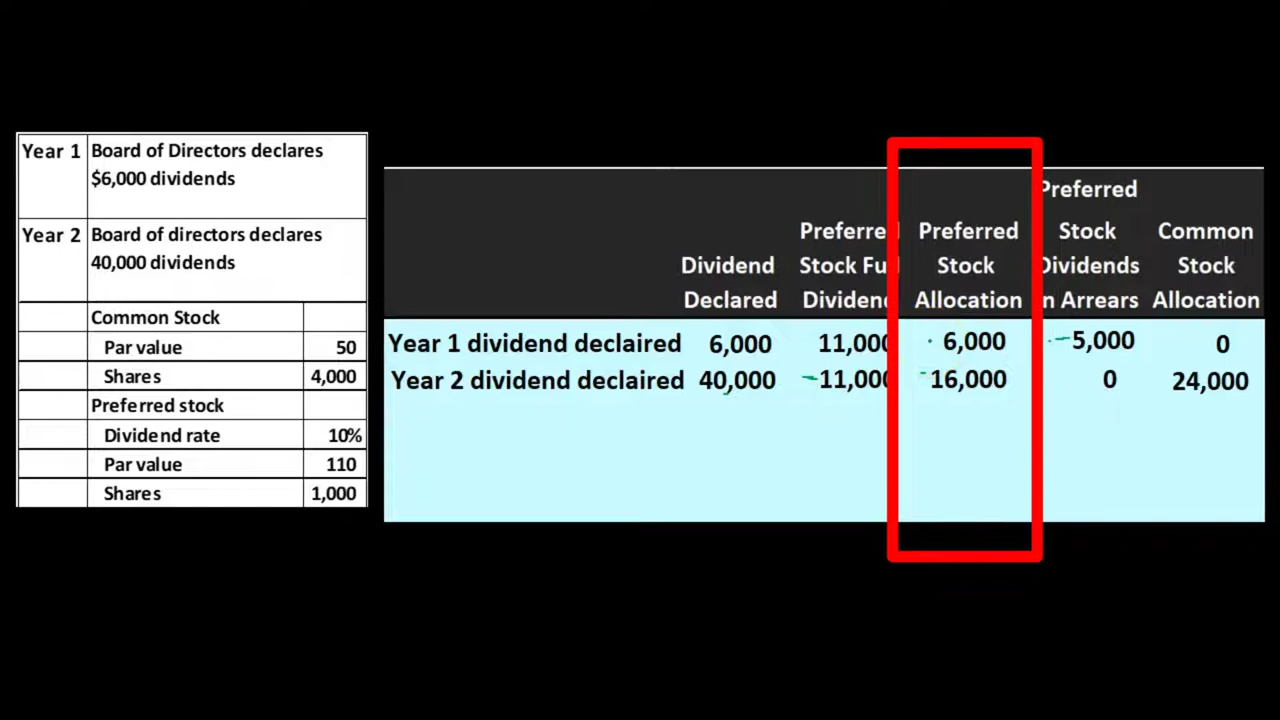 Year 1 Board of Directors declares
$6,000 dividends
Year 2 Board of directors declares
40,000 dividends
Common Stock
Par value 50
Shares 4,000
Preferred stock
Dividend rate 10%
Par value 110
Shares 1,000
Preferred
Preferred Preferred Stock Common
Dividend Stock Ful Stock Dividends Stock
Declared Dividend Allocation n Arrears Allocation
Year 1 dividend declaired 6,000 11,000 6,000 5,000 0
Year 2 dividend declaired 40,000 11,000 16,000 0 24,000